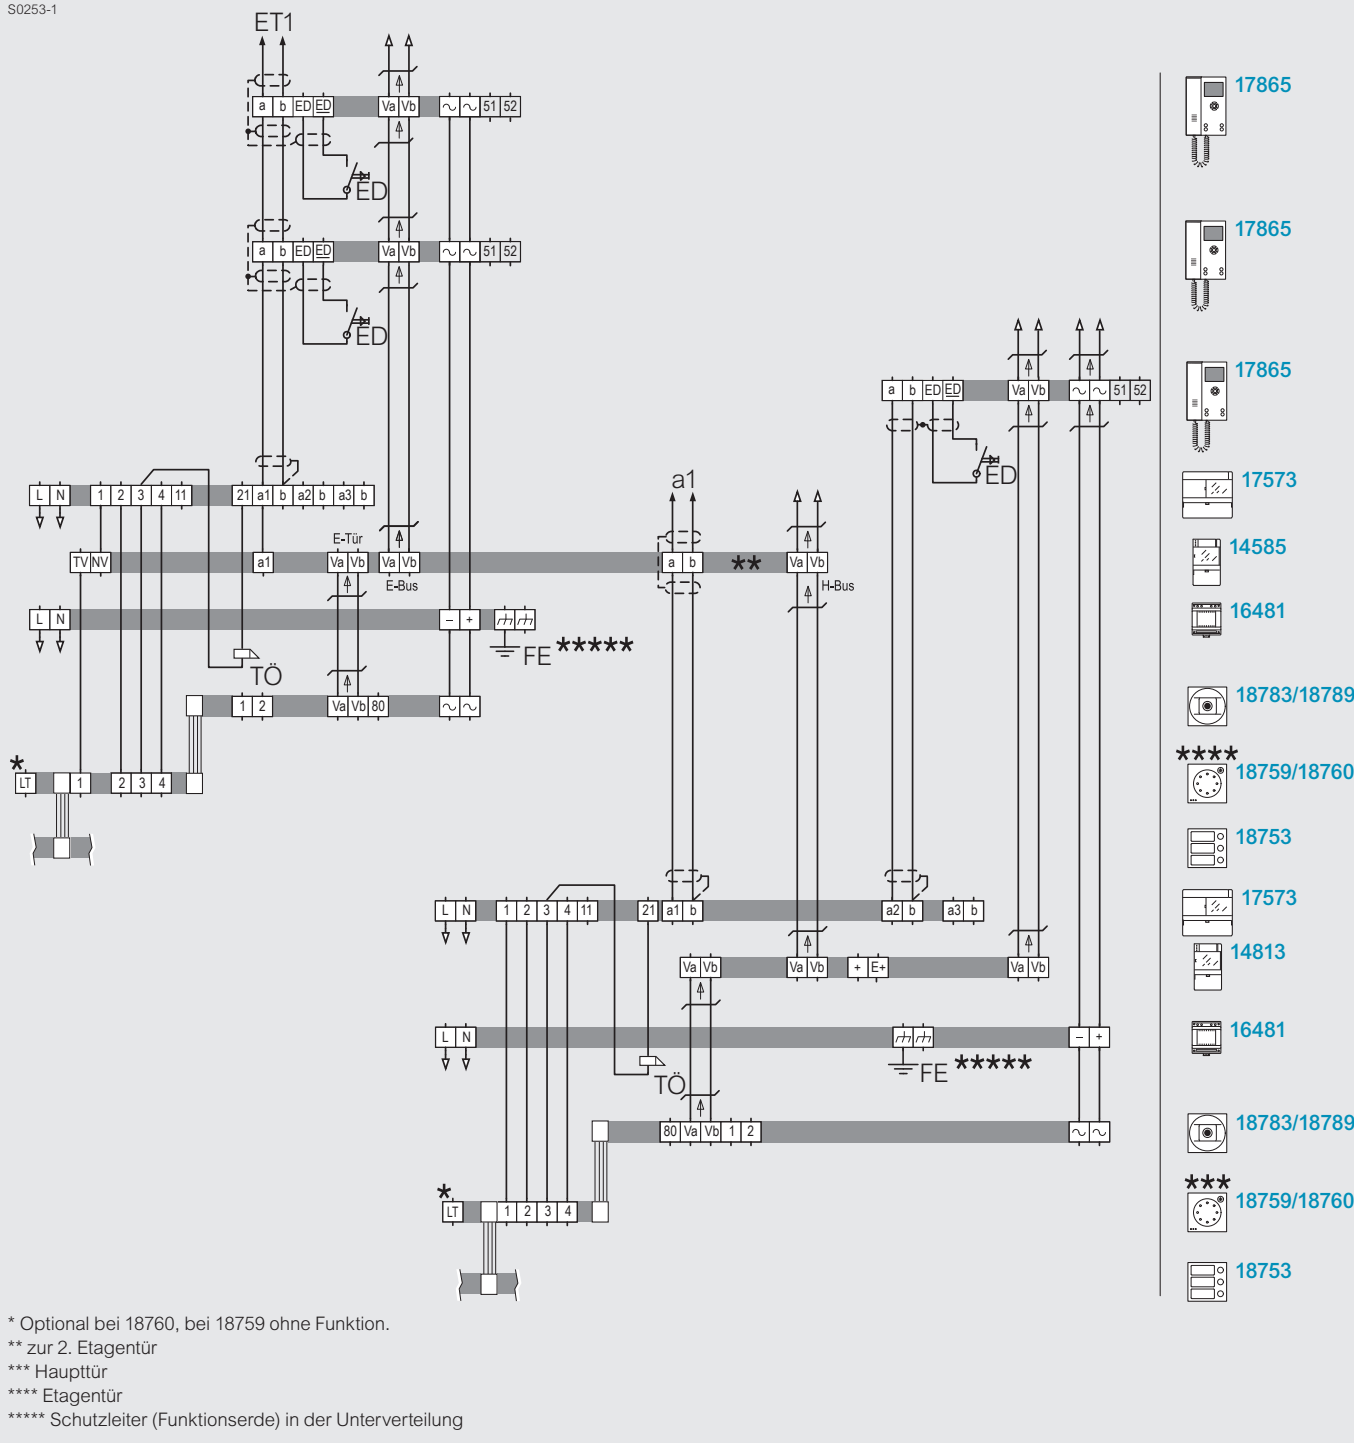 S0253-1
ET1
a b ED ED Va Vb ~ ~ 51 52
17865
ED
a b ED ED Va Vb ~ ~ 51 52
17865
ED
a b ED ED Va Vb ~ ~ 51 52
17865
ED
L N 1 2 3 4 11 21 a1 b a2 b a3 b
a1
17573
E-Tür
TV NV a1 Va Vb Va Vb a b ** Va Vb
14585
E-Bus
H-Bus
L N – +
16481
FE *****
TÖ
1 2 Va Vb 80 ~ ~
18783/18789
*
LT 1 2 3 4
****
18759/18760
18753
L N 1 2 3 4 11 21 a1 b a2 b a3 b
17573
Va Vb Va Vb + E+ Va Vb
14813
L N – +
16481
TÖ
FE *****
80 Va Vb 1 2 ~ ~
18783/18789
*
LT 1 2 3 4
***
18759/18760
18753
* Optional bei 18760, bei 18759 ohne Funktion.
** zur 2. Etagentür
*** Haupttür
**** Etagentür
***** Schutzleiter (Funktionserde) in der Unterverteilung